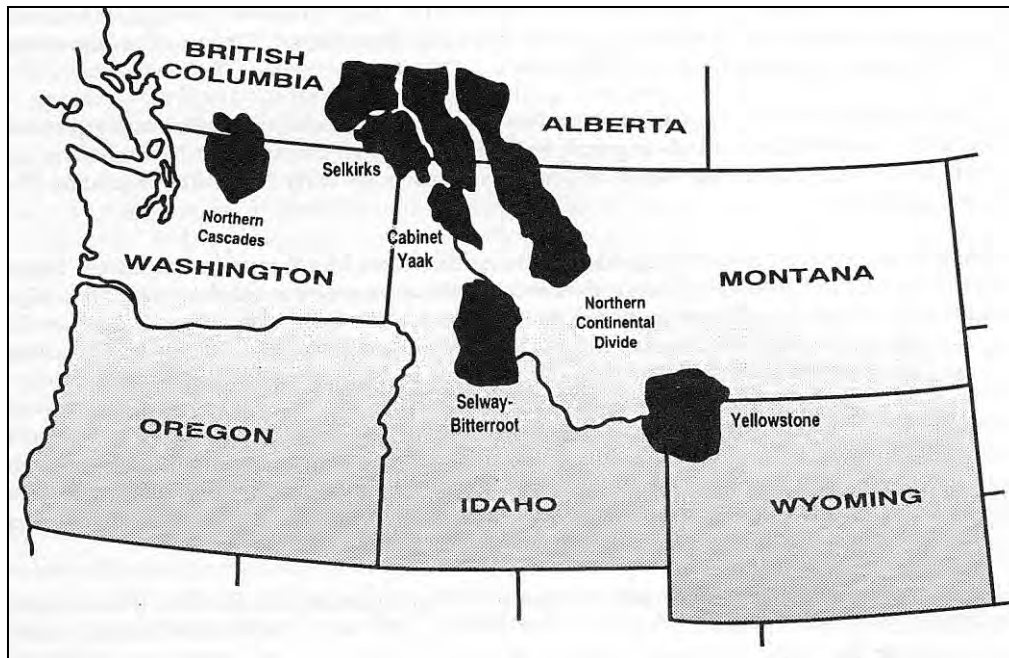 BRITISH
COLUMBIA
ALBERTA
Selkirks
Northern
Cascades
Cabinet
Yaak
WASHINGTON
MONTANA
Northern
Continental
Divide
Selway-
Bitterroot
Yellowstone
OREGON
IDAHO
WYOMING